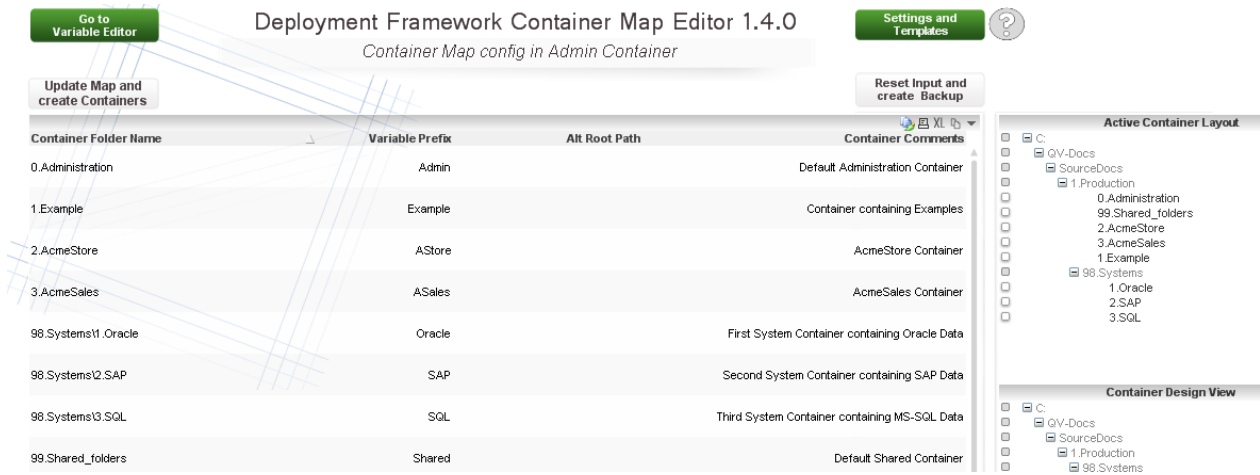 Go to
Variable Editor
Deployment Framework Container Map Editor 1.4.0
Settings and
Templates
?
Container Map config in Admin Container
Update Map and
create Containers
Reset Input and
create Backup
XL
Container Folder Name Variable Prefix Alt Root Path Container Comments
0.Administration Admin Default Administration Container
1.Example Example Container containing Examples
2.AcmeStore AStore AcmeStore Container
3.AcmeSales ASales AcmeSales Container
98.Systems\1.Oracle Oracle First System Container containing Oracle Data
98.Systems\2.SAP SAP Second System Container containing SAP Data
98.Systems\3.SQL SQL Third System Container containing MS-SQL Data
99.Shared_folders Shared Default Shared Container
Active Container Layout
C:
QV-Docs
SourceDocs
1.Production
0.Administration
99.Shared_folders
2.AcmeStore
3.AcmeSales
1.Example
98.Systems
1.Oracle
2.SAP
3.SQL
Container Design View
C:
QV-Docs
SourceDocs
1.Production
98.Systems